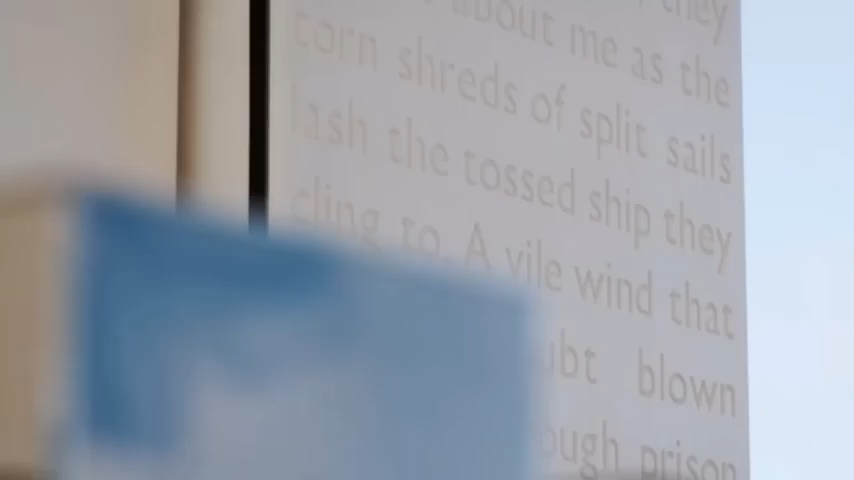 about me as the
torn shreds of split sails
lash the tossed ship they
cling to. A vile wind that
blown
prison